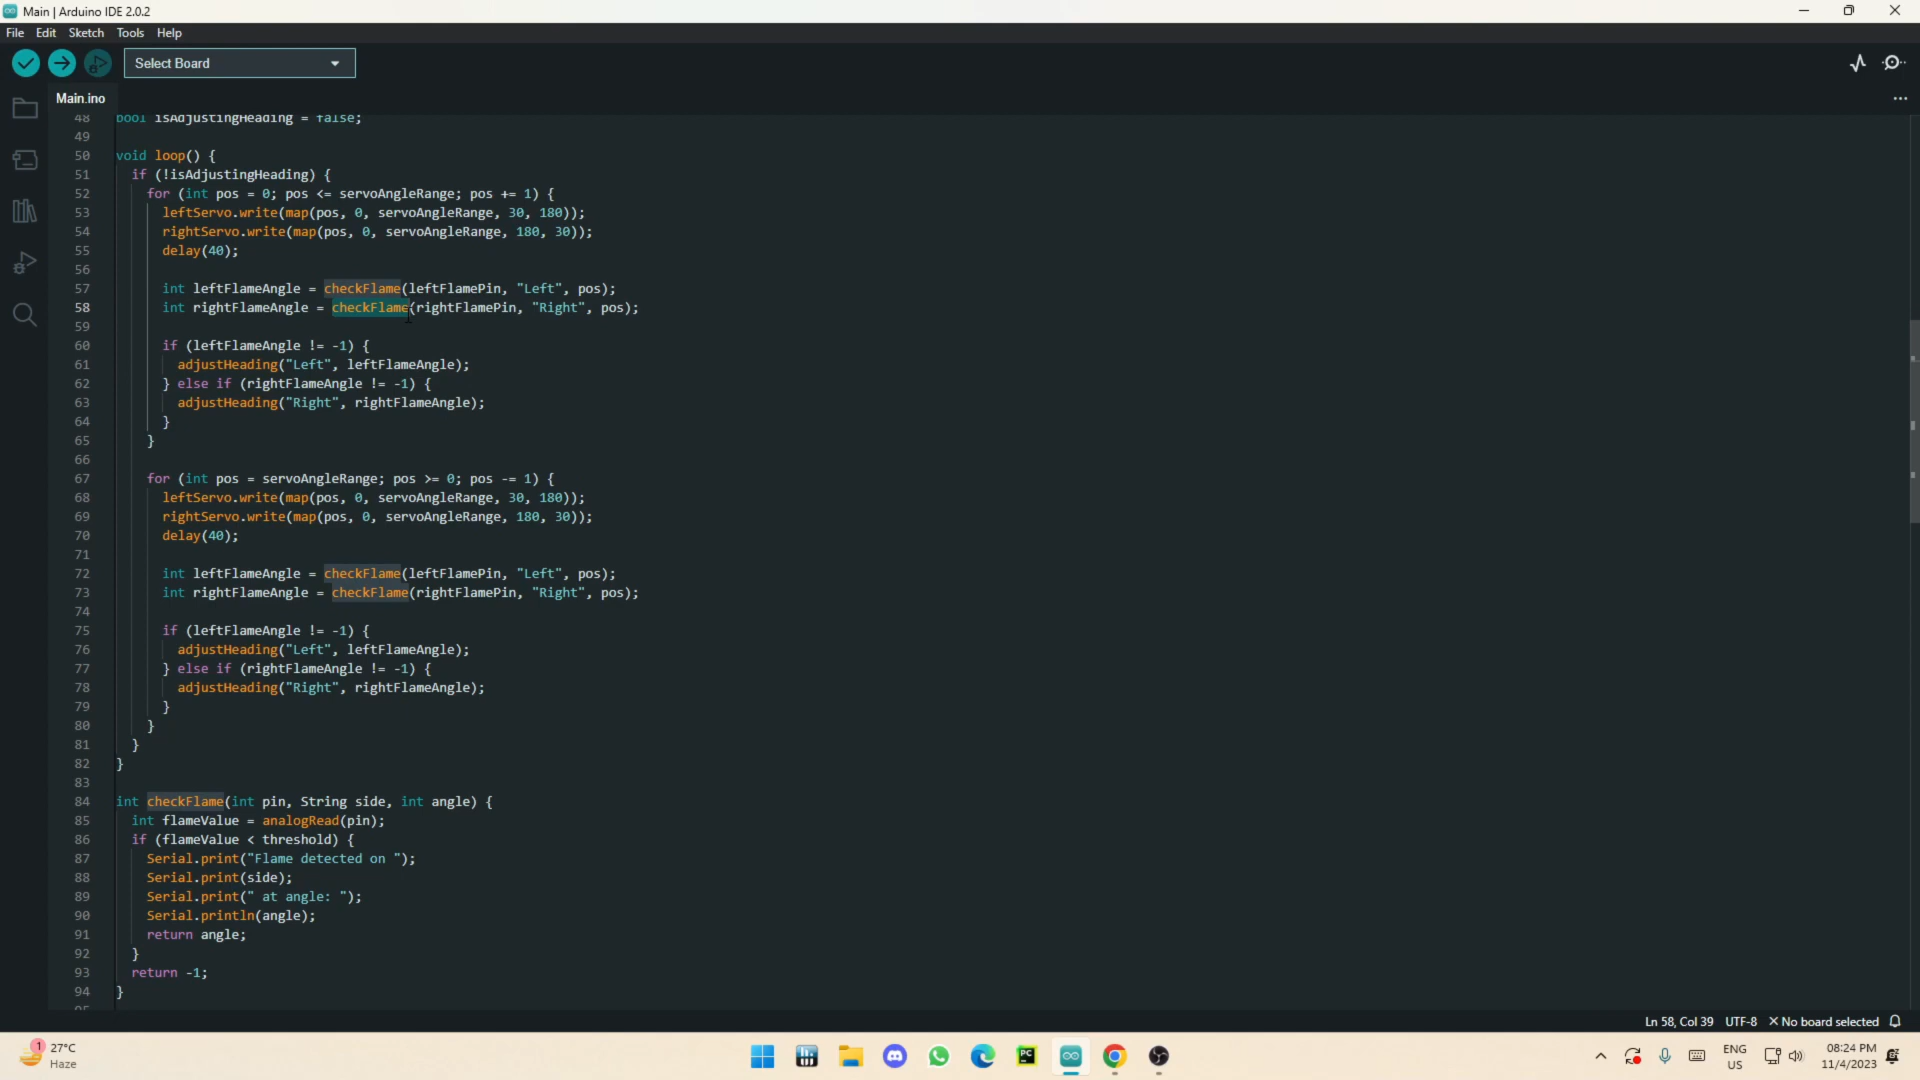 Main | Arduino IDE 2.0.2
File Edit Sketch Tools Help
Select Board
Main.ino
48 bool isAdjustingHeading = false;
49
50 void loop() {
51 if (!isAdjustingHeading) {
52 for (int pos = 0; pos <= servoAngleRange; pos += 1) {
53 leftServo.write(map(pos, 0, servoAngleRange, 30, 180));
54 rightServo.write(map(pos, 0, servoAngleRange, 180, 30));
55 delay(40);
56
57 int leftFlameAngle = checkFlame(leftFlamePin, "Left", pos);
58 int rightFlameAngle = checkFlame(rightFlamePin, "Right", pos);
59
60 if (leftFlameAngle != -1) {
61 adjustHeading("Left", leftFlameAngle);
62 } else if (rightFlameAngle != -1) {
63 adjustHeading("Right", rightFlameAngle);
64 }
65 }
66
67 for (int pos = servoAngleRange; pos >= 0; pos -= 1) {
68 leftServo.write(map(pos, 0, servoAngleRange, 30, 180));
69 rightServo.write(map(pos, 0, servoAngleRange, 180, 30));
70 delay(40);
71
72 int leftFlameAngle = checkFlame(leftFlamePin, "Left", pos);
73 int rightFlameAngle = checkFlame(rightFlamePin, "Right", pos);
74
75 if (leftFlameAngle != -1) {
76 adjustHeading("Left", leftFlameAngle);
77 } else if (rightFlameAngle != -1) {
78 adjustHeading("Right", rightFlameAngle);
79 }
80 }
81 }
82 }
83
84 int checkFlame(int pin, String side, int angle) {
85 int flameValue = analogRead(pin);
86 if (flameValue < threshold) {
87 Serial.print("Flame detected on ");
88 Serial.print(side);
89 Serial.print(" at angle: ");
90 Serial.println(angle);
91 return angle;
92 }
93 return -1;
94 }
Ln 58, Col 39 UTF-8 No board selected
1
27°C
Haze
PC
ENG
US
08:24 PM
11/4/2023